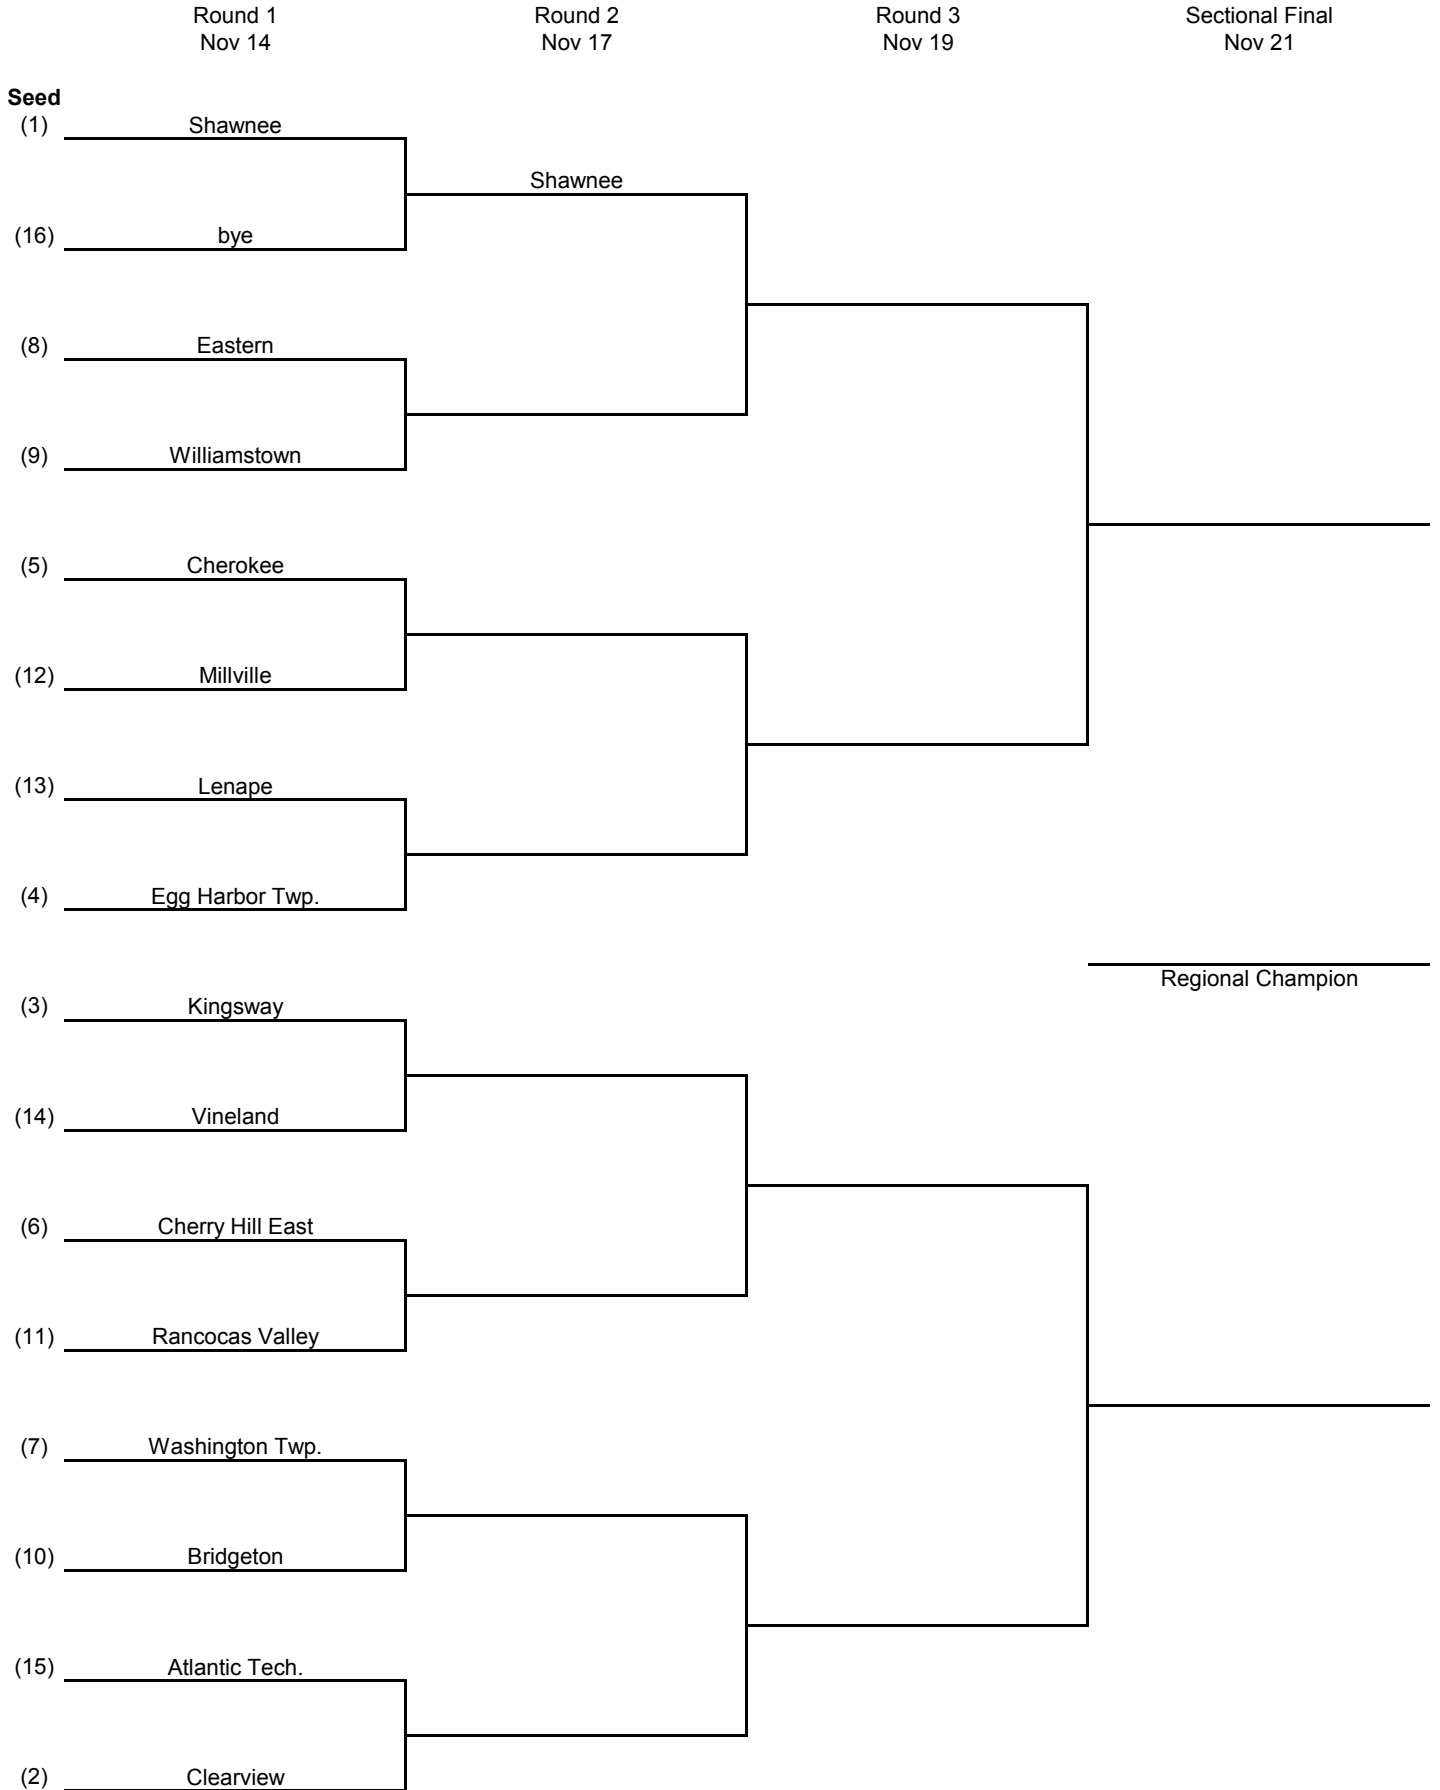 Round 1 Round 2 Round 3 Sectional Final
Nov 14 Nov 17 Nov 19 Nov 21
Seed
(1) Shawnee
Shawnee
(16) bye
(8) Eastern
(9) Williamstown
(5) Cherokee
(12) Millville
(13) Lenape
(4) Egg Harbor Twp.
Regional Champion
(3) Kingsway
(14) Vineland
(6) Cherry Hill East
(11) Rancocas Valley
(7) Washington Twp.
(10) Bridgeton
(15) Atlantic Tech.
(2) Clearview